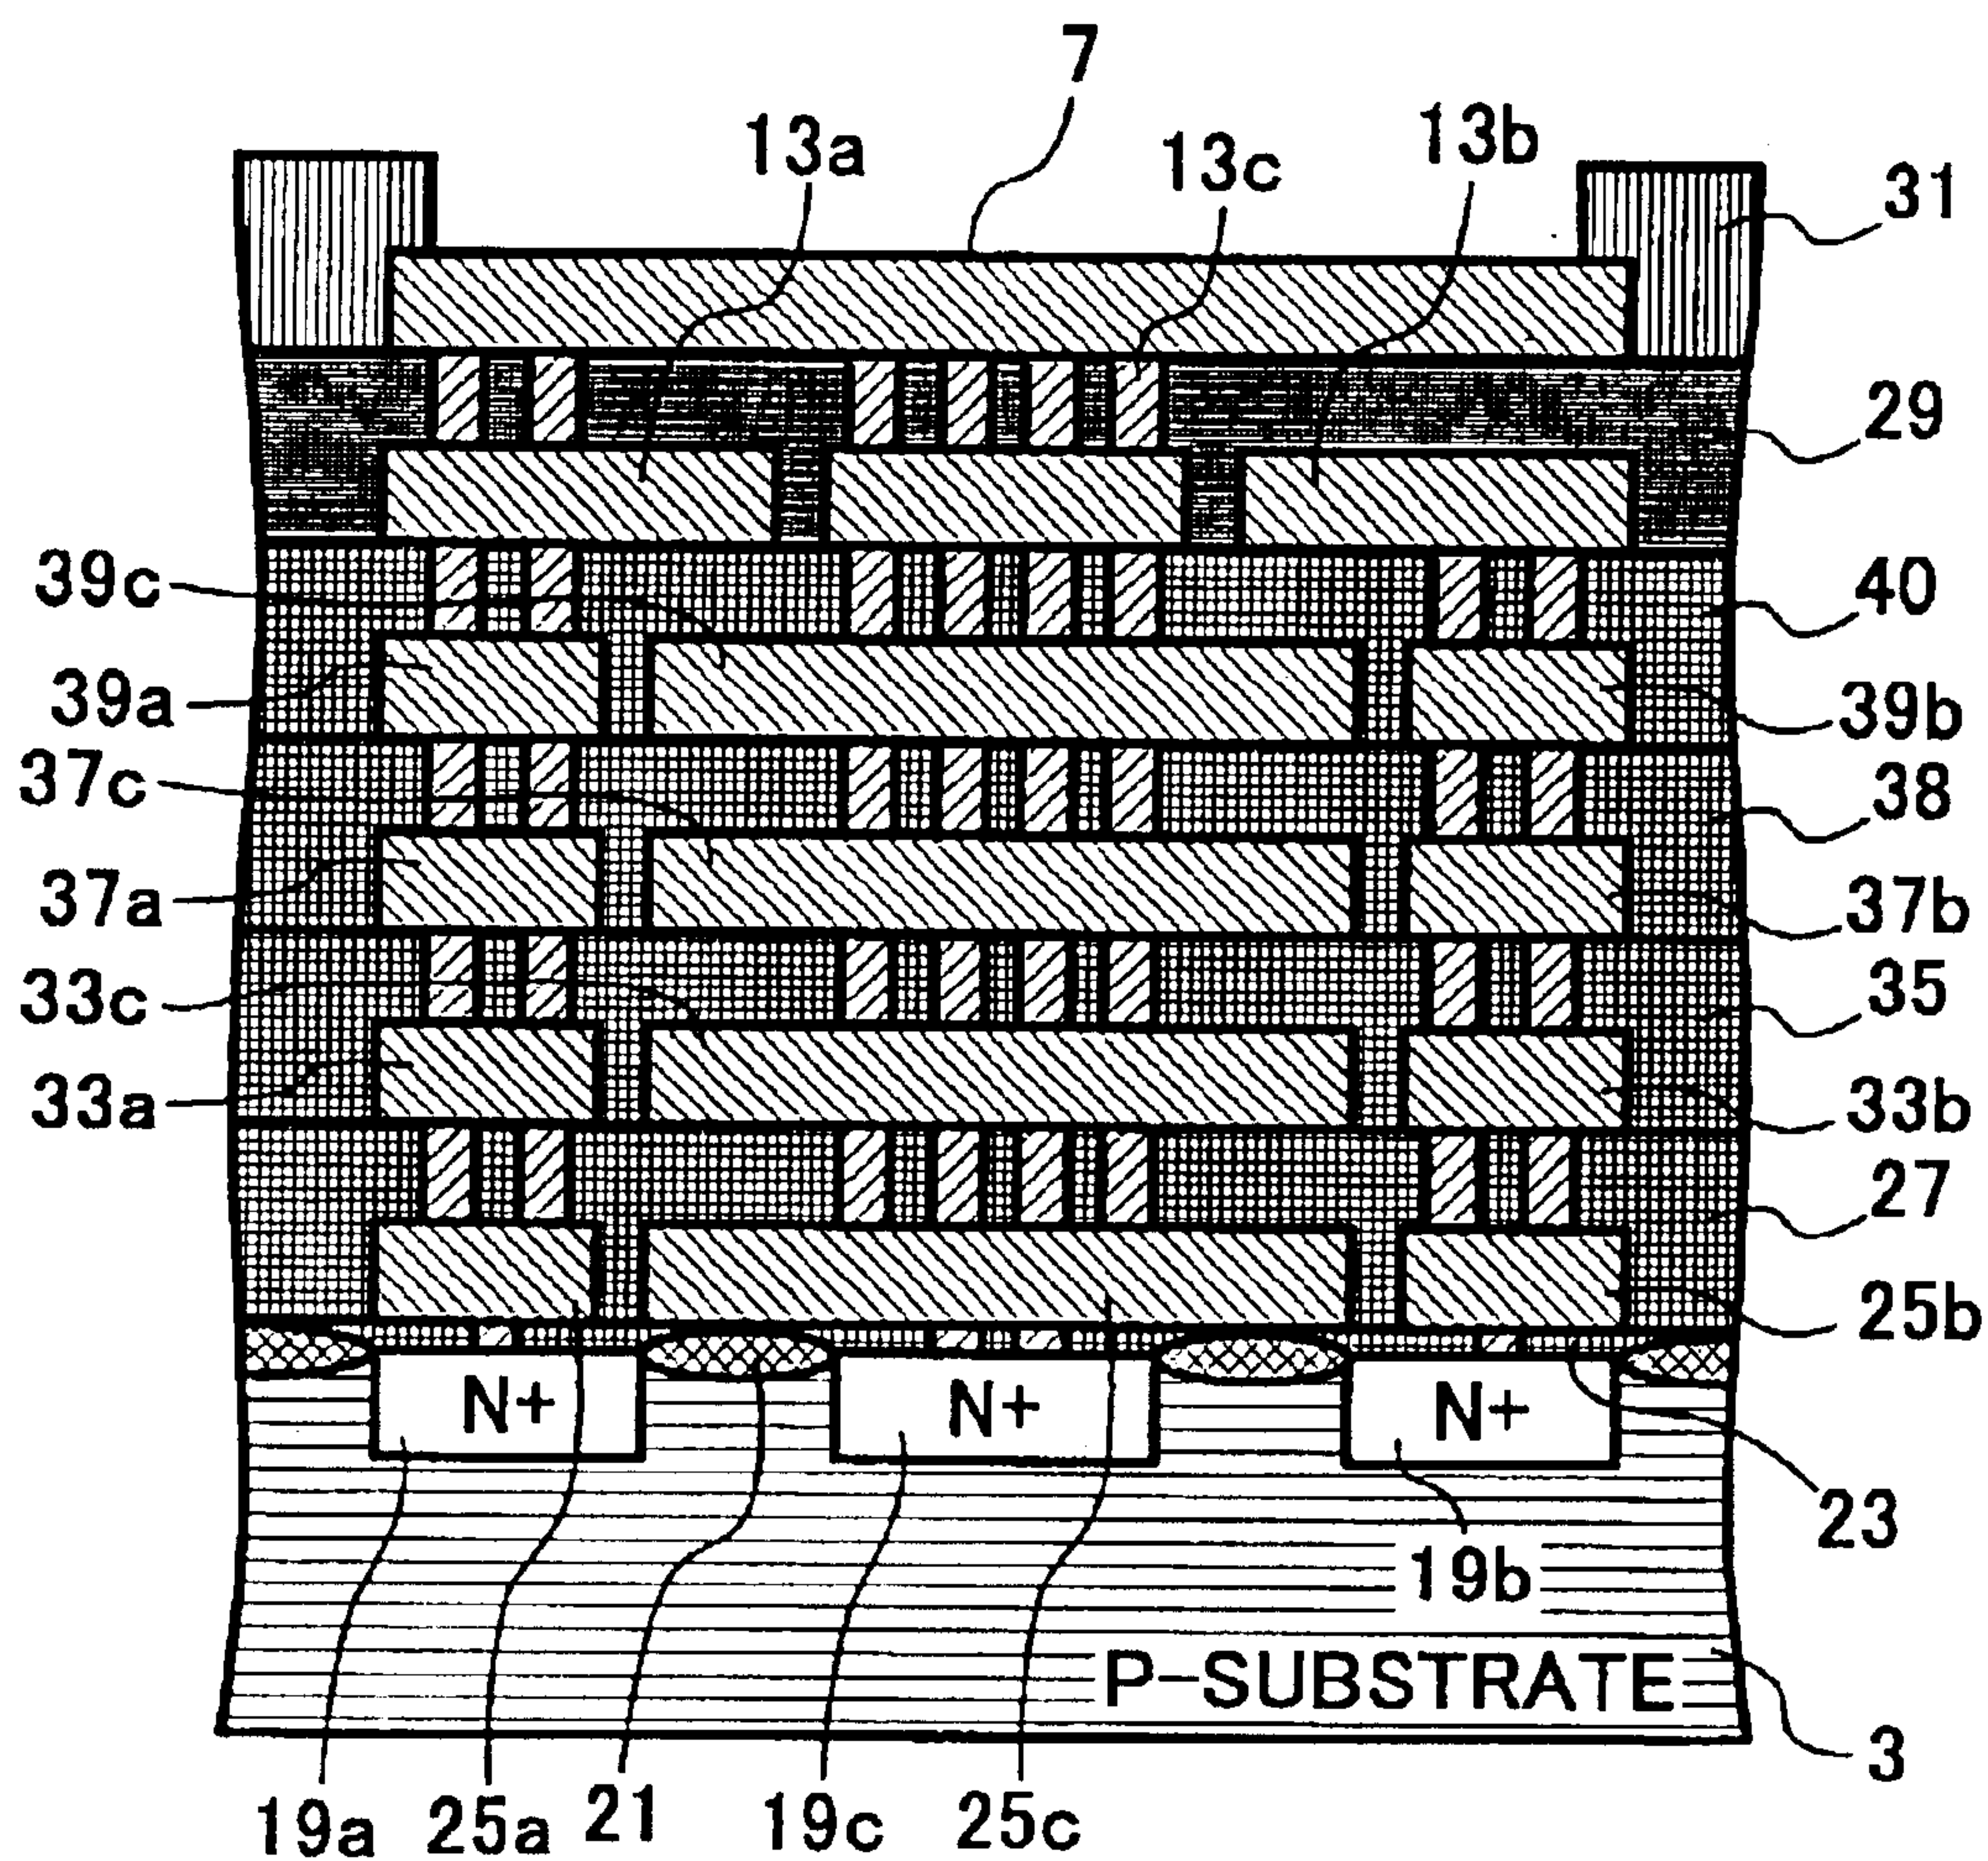 7
13a
13c
13b
31
29
39c
40
39a
39b
37c
38
37a
37b
33c
35
33a
33b
27
25b
N+
N+
N+
23
19b
P-SUBSTRATE
3
19a
25a
21
19c
25c